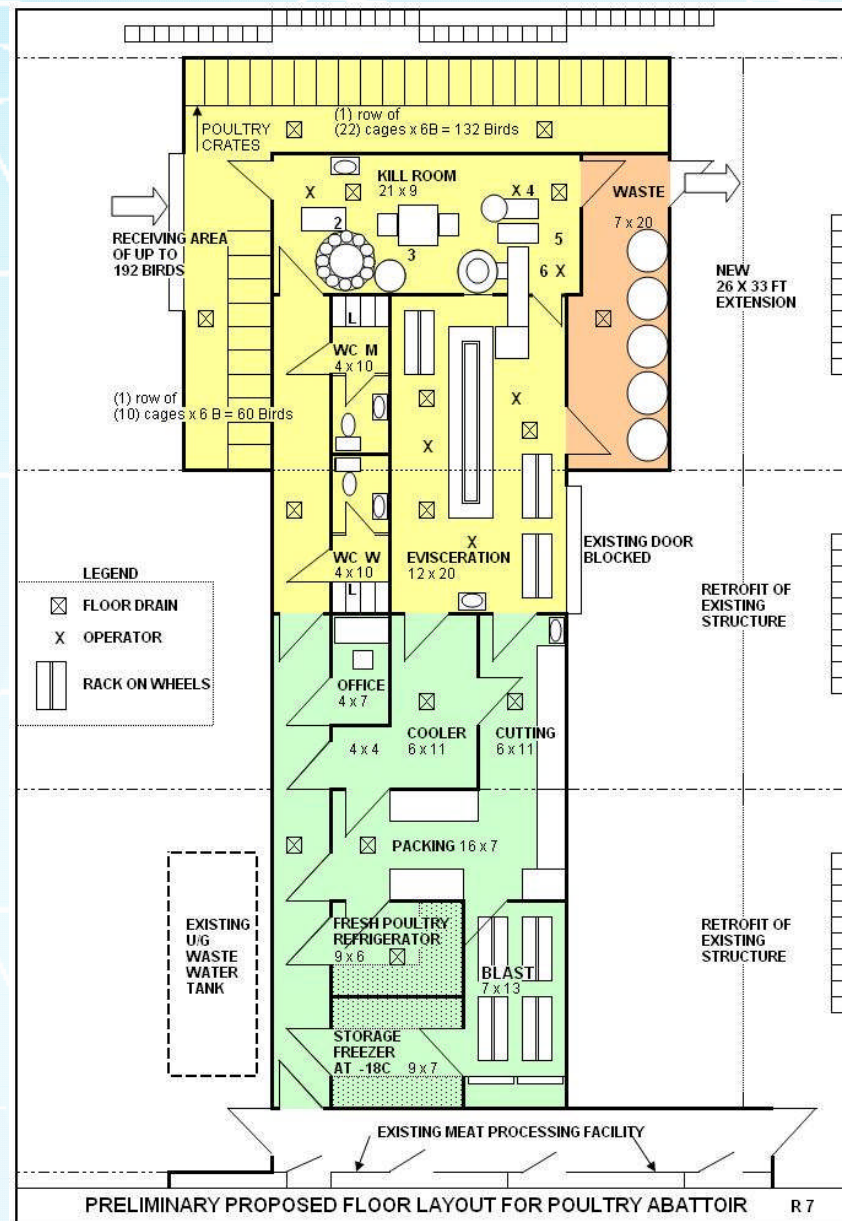 (1) row of
(22) cages x 6B = 132 Birds
POULTRY
CRATES
KILL ROOM
21 x 9
X
X 4
WASTE
7 x 20
2
3
5
6 X
RECEIVING AREA
OF UP TO
192 BIRDS
NEW
26 X 33 FT
EXTENSION
L
WC M
4 x 10
(1) row of
(10) cages x 6 B = 60 Birds
X
X
X
WC W
4 x 10
L
EVISCERATION
12 x 20
EXISTING DOOR
BLOCKED
LEGEND
FLOOR DRAIN
X OPERATOR
RACK ON WHEELS
RETROFIT OF
EXISTING
STRUCTURE
OFFICE
4 x 7
4 x 4
COOLER
6 x 11
CUTTING
6 x 11
PACKING 16 x 7
EXISTING
U/G
WASTE
WATER
TANK
FRESH POULTRY
REFRIGERATOR
9 x 6
BLAST
7 x 13
RETROFIT OF
EXISTING
STRUCTURE
STORAGE
FREEZER
AT -18C 9 x 7
EXISTING MEAT PROCESSING FACILITY
PRELIMINARY PROPOSED FLOOR LAYOUT FOR POULTRY ABATTOIR R 7